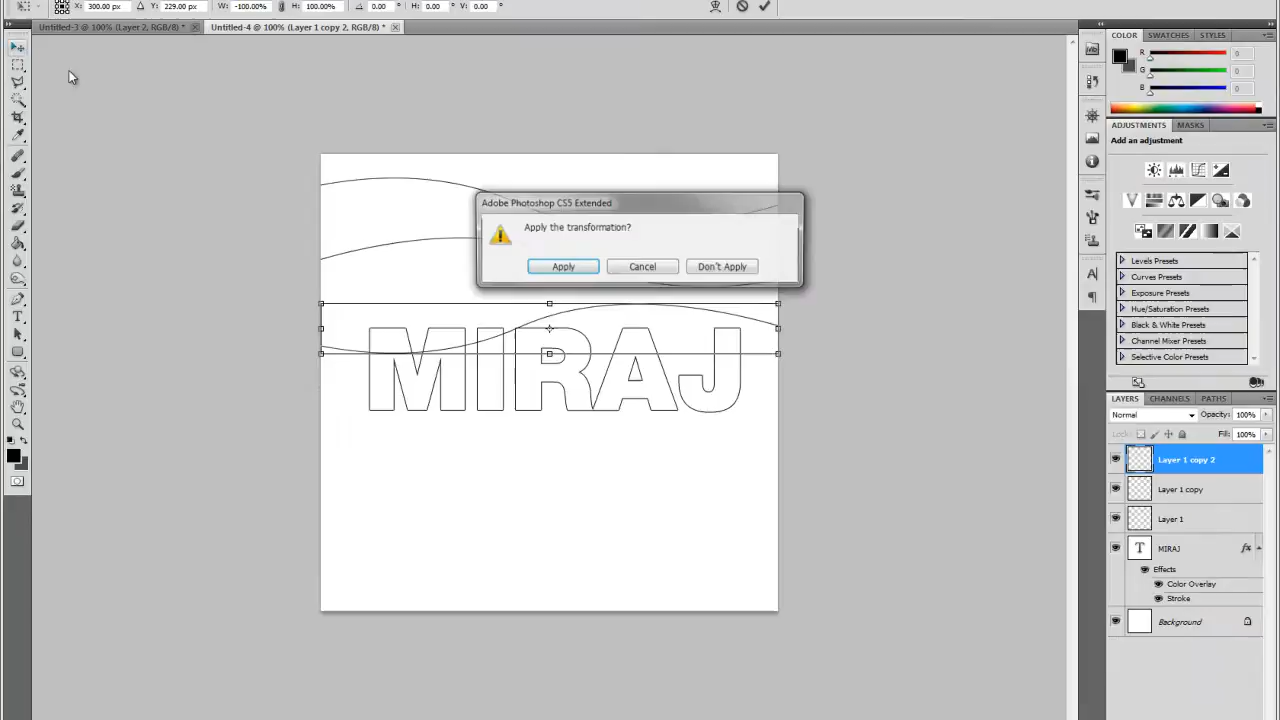 X: 300.00 px Y: 229.00 px W: -100.00% H: 100.00% 0.00 ° H: 0.00 ° V: 0.00 °
Untitled-3 @ 100% (Layer 2, RGB/8) * Untitled-4 @ 100% (Layer 1 copy 2, RGB/8) *
COLOR SWATCHES STYLES
R 0
G 0
B 0
ADJUSTMENTS MASKS
Add an adjustment
Levels Presets
Curves Presets
Exposure Presets
Hue/Saturation Presets
Black & White Presets
Channel Mixer Presets
Selective Color Presets
LAYERS CHANNELS PATHS
Normal Opacity: 100%
Lock: Fill: 100%
Layer 1 copy 2
Layer 1 copy
Layer 1
T MIRAJ fx
Effects
Color Overlay
Stroke
Background
Adobe Photoshop CS5 Extended
Apply the transformation?
Apply Cancel Don't Apply
MIRAJ